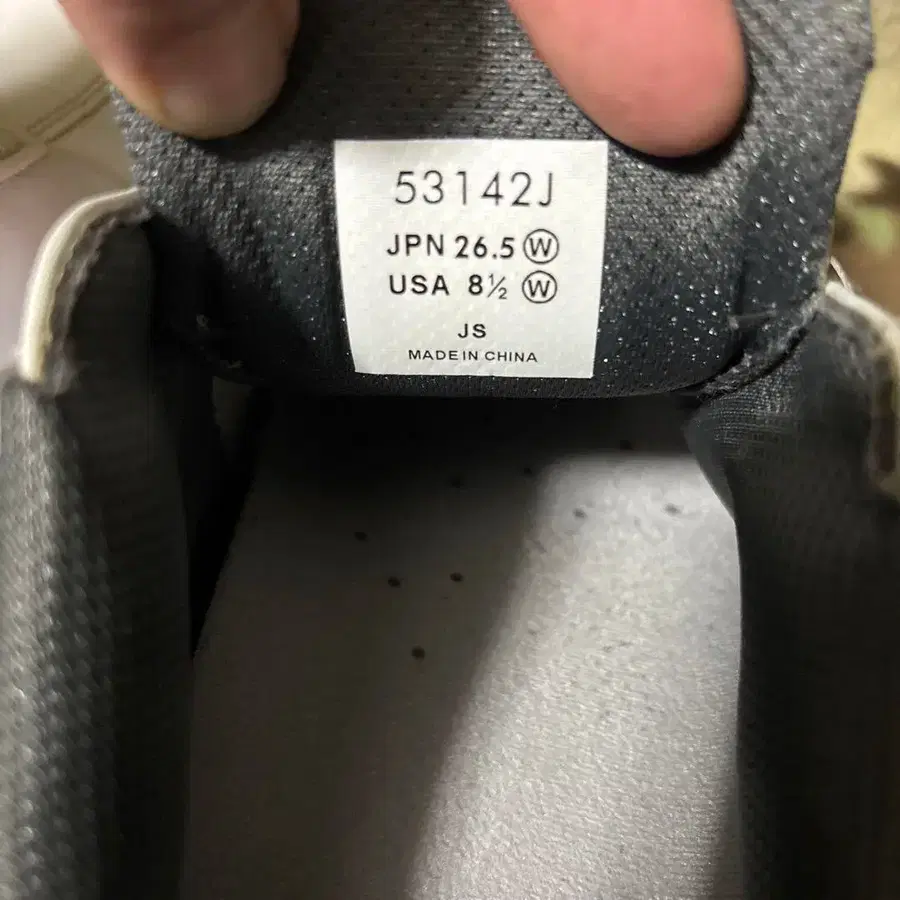 53142J
JPN 26.5 Ⓦ
USA 8½ Ⓦ
JS
MADE IN CHINA